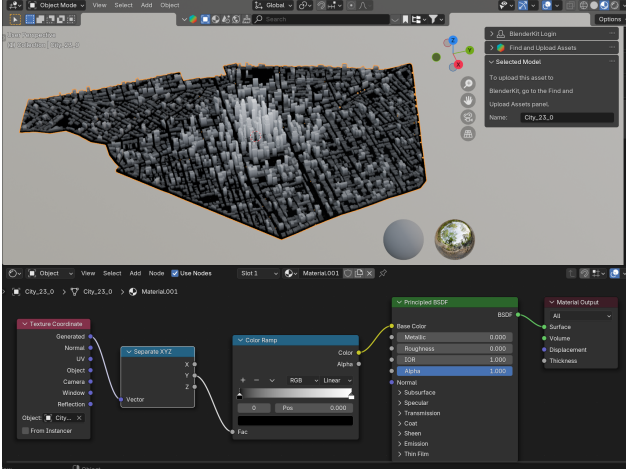 Object Mode View Select Add Object Global
Search Options
User Perspective
(1) Collection | City_23_0
BlenderKit Login
Find and Upload Assets
Selected Model
To upload this asset to
BlenderKit, go to the Find and
Upload Assets panel.
Name: City_23_0
Z
Y
X
Object View Select Add Node Use Nodes Slot 1 Material.001
City_23_0 City_23_0 Material.001
Texture Coordinate
Generated
Normal
UV
Object
Camera
Window
Reflection
Object: City...
From Instancer
Separate XYZ
X
Y
Z
Vector
Color Ramp
Color
Alpha
RGB Linear
0 Pos 0.000
Fac
Principled BSDF
BSDF
Base Color
Metallic 0.000
Roughness 0.000
IOR 1.000
Alpha 1.000
Normal
Subsurface
Specular
Transmission
Coat
Sheen
Emission
Thin Film
Material Output
All
Surface
Volume
Displacement
Thickness
Object